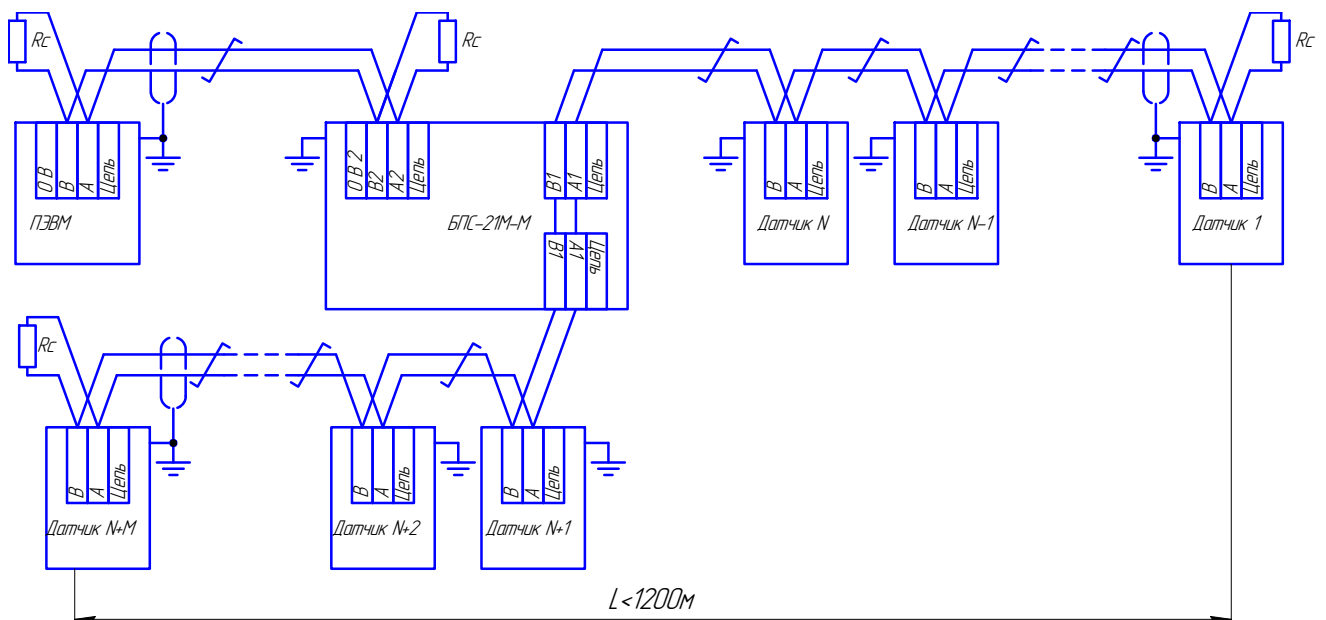 Rc
Rc
Rc
О В
В
А
Цепь
ПЭВМ
О В 2
В2
А2
Цепь
В1
А1
Цепь
БПС-21М-М
В1
А1
Цепь
В
А
Цепь
Датчик N
В
А
Цепь
Датчик N-1
В
А
Цепь
Датчик 1
Rc
В
А
Цепь
Датчик N+M
В
А
Цепь
Датчик N+2
В
А
Цепь
Датчик N+1
L<1200м